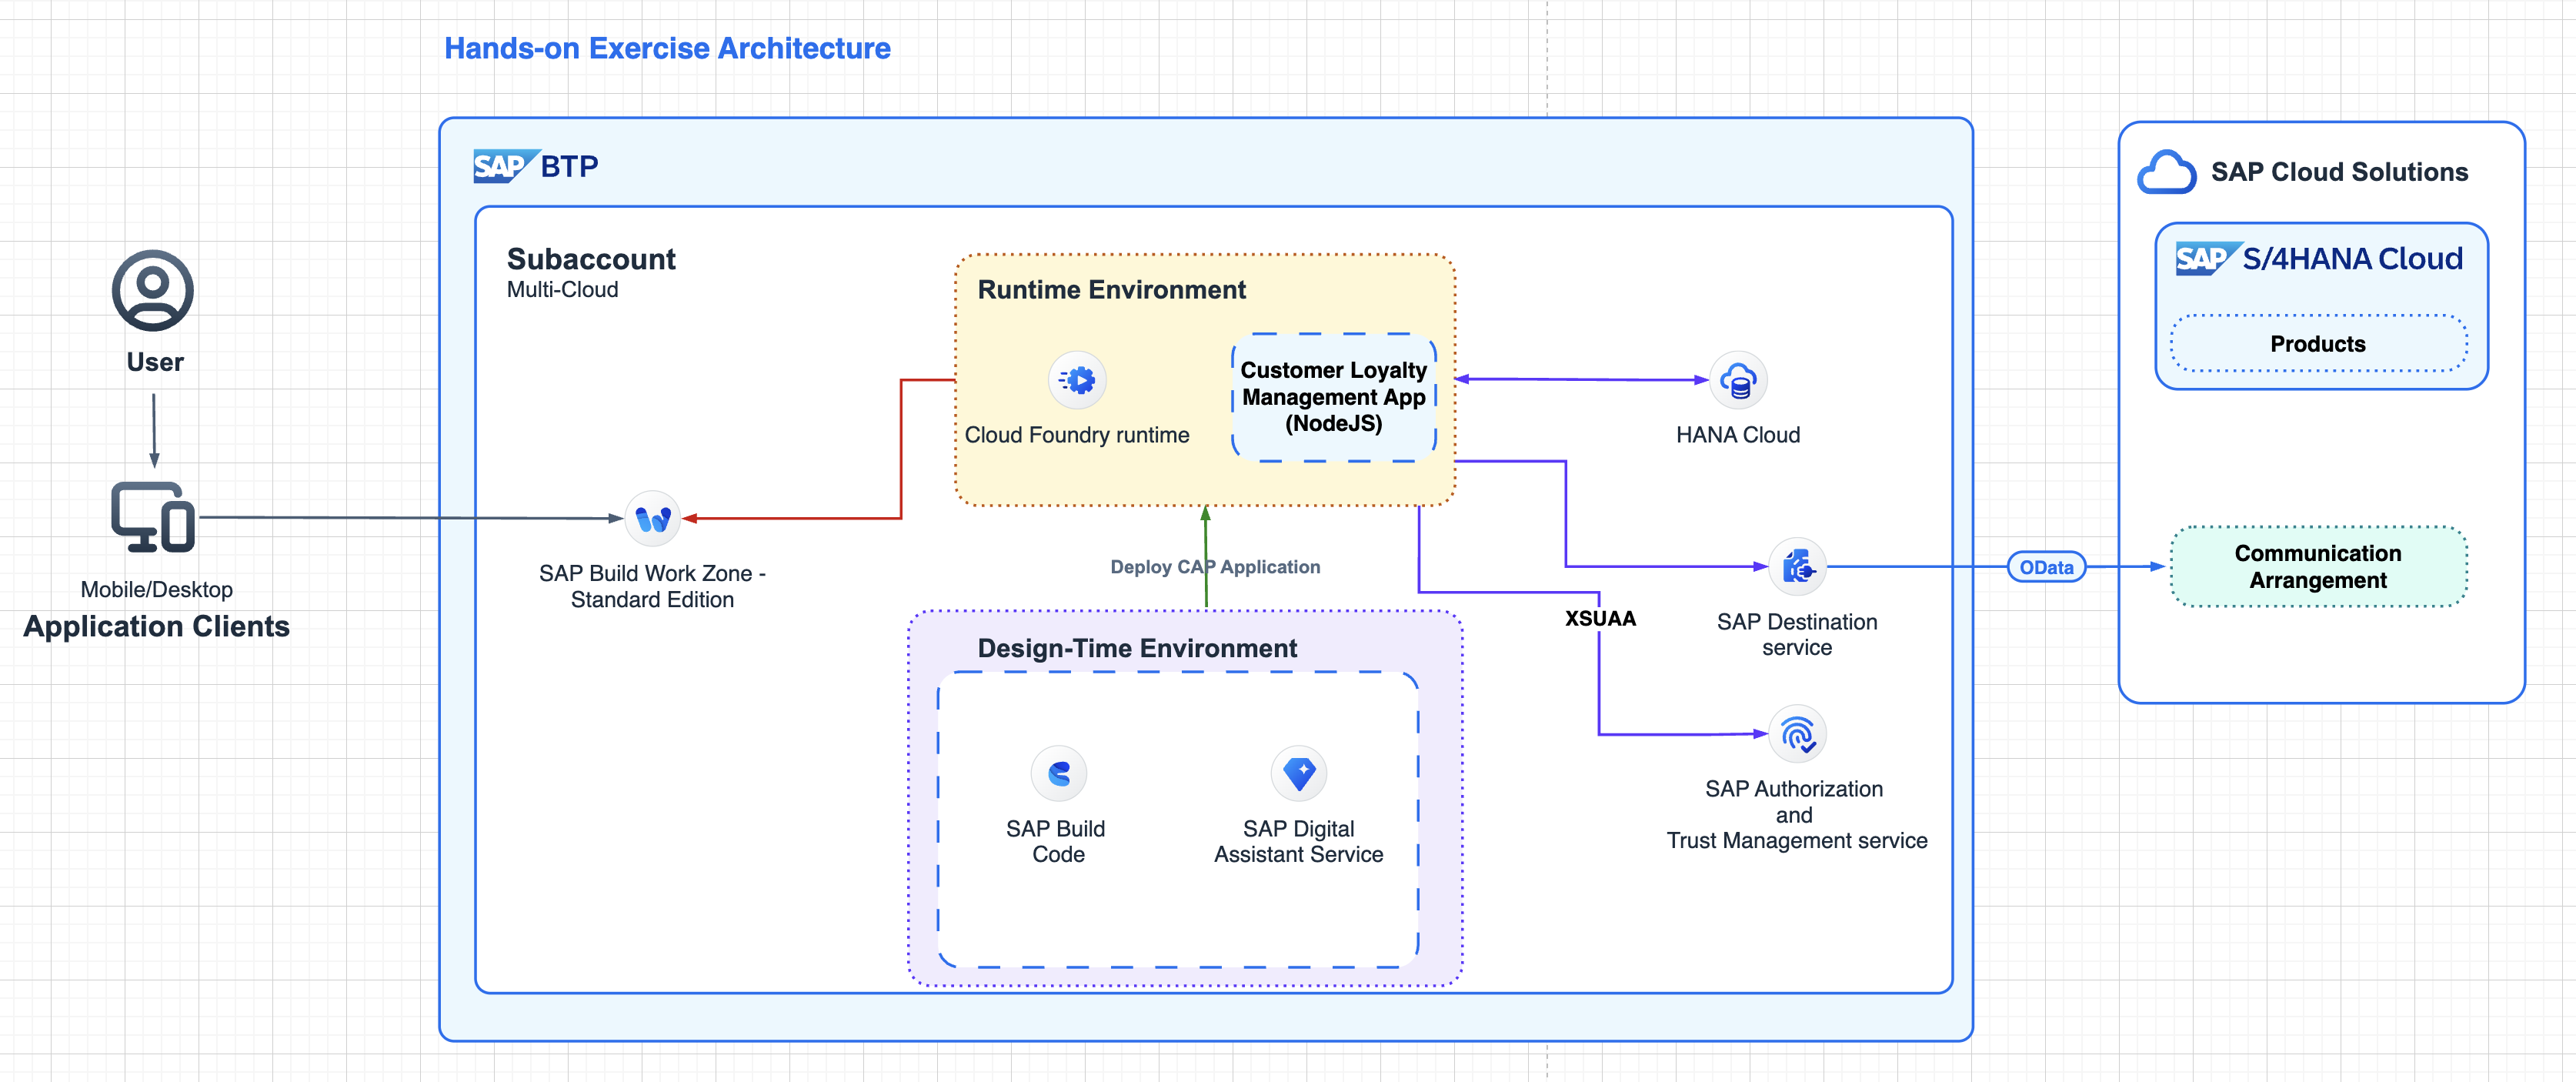 Hands-on Exercise Architecture
SAP BTP
Subaccount
Multi-Cloud
User
Mobile/Desktop
Application Clients
SAP Build Work Zone -
Standard Edition
Runtime Environment
Cloud Foundry runtime
Customer Loyalty
Management App
(NodeJS)
Deploy CAP Application
Design-Time Environment
SAP Build
Code
SAP Digital
Assistant Service
HANA Cloud
SAP Destination
service
XSUAA
SAP Authorization
and
Trust Management service
OData
SAP Cloud Solutions
SAP S/4HANA Cloud
Products
Communication
Arrangement